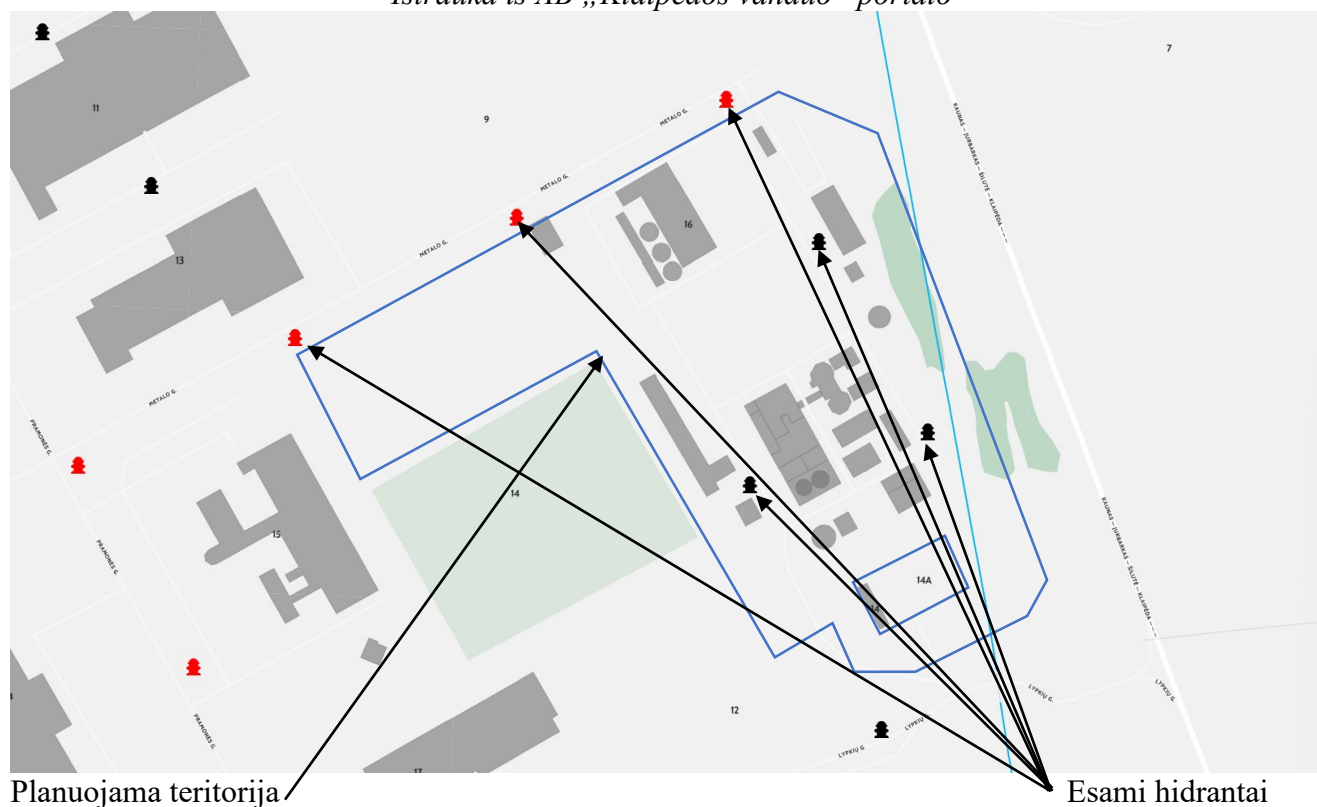 Ištrauka iš AB „Klaipėdos vanduo“ portalo
7
11
9
METALO G.
KAUNAS – JURBARKAS – ŠILUTĖ – KLAIPĖDA
METALO G.
16
METALO G.
13
METALO G.
PRAMONĖS G.
14
15
KAUNAS – JURBARKAS – ŠILUTĖ – KLAIPĖDA
PRAMONĖS G.
14A
14
LYPKIŲ G.
LYPKIŲ G.
12
PRAMONĖS G.
LYPKIŲ
LYPKIŲ G
17
Planuojama teritorija
Esami hidrantai